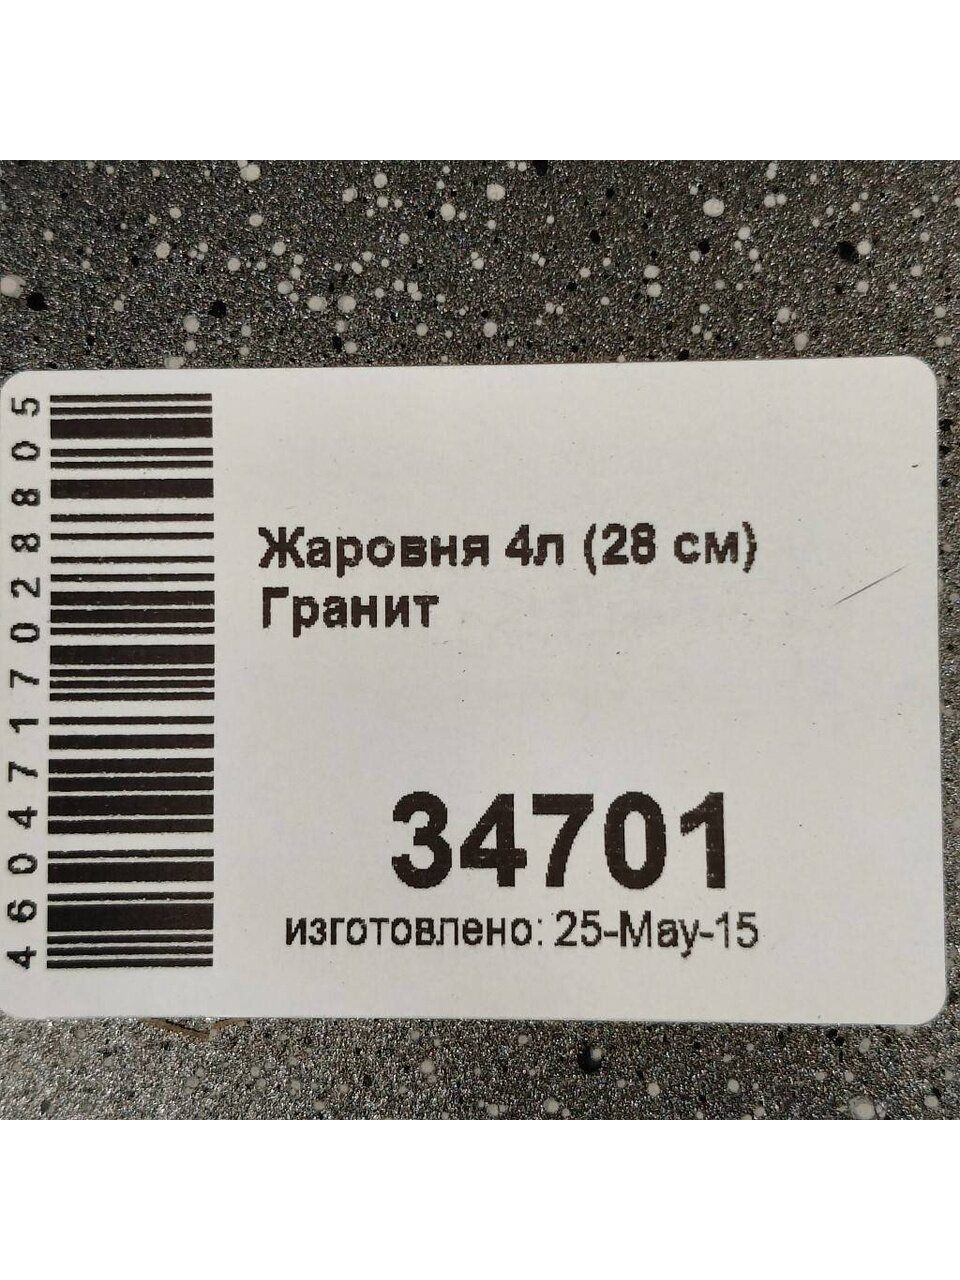 4604717028805
Жаровня 4л (28 см)
Гранит
34701
изготовлено: 25-May-15